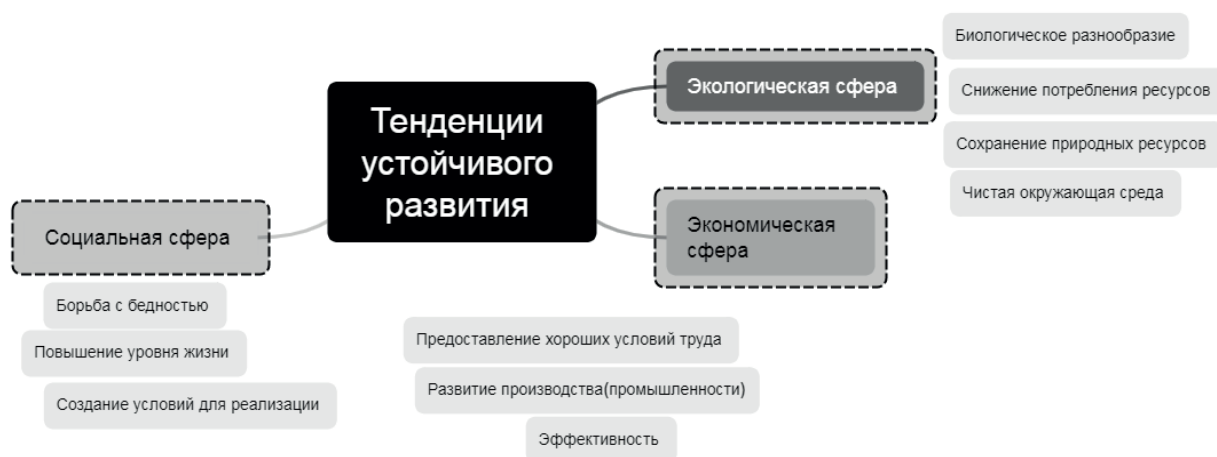 Тенденции
устойчивого
развития
Экологическая сфера
Биологическое разнообразие
Снижение потребления ресурсов
Сохранение природных ресурсов
Чистая окружающая среда
Экономическая
сфера
Предоставление хороших условий труда
Развитие производства(промышленности)
Эффективность
Социальная сфера
Борьба с бедностью
Повышение уровня жизни
Создание условий для реализации